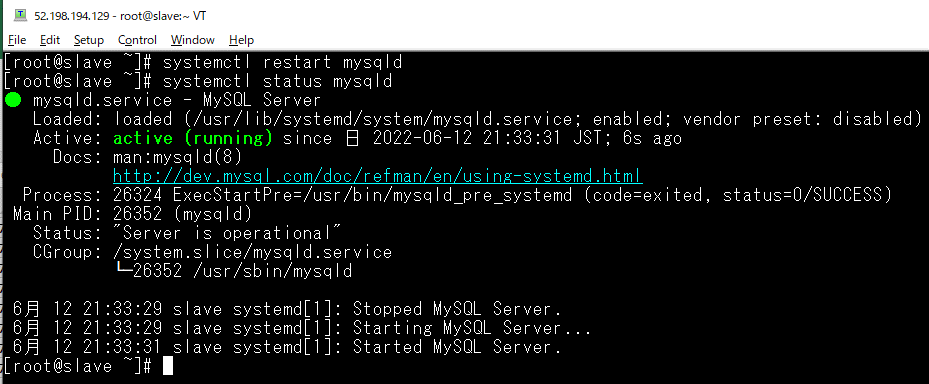 52.198.194.129 - root@slave:~ VT
File Edit Setup Control Window Help
[root@slave ~]# systemctl restart mysqld
[root@slave ~]# systemctl status mysqld
● mysqld.service - MySQL Server
Loaded: loaded (/usr/lib/systemd/system/mysqld.service; enabled; vendor preset: disabled)
Active: active (running) since 日 2022-06-12 21:33:31 JST; 6s ago
Docs: man:mysqld(8)
http://dev.mysql.com/doc/refman/en/using-systemd.html
Process: 26324 ExecStartPre=/usr/bin/mysqld_pre_systemd (code=exited, status=0/SUCCESS)
Main PID: 26352 (mysqld)
Status: "Server is operational"
CGroup: /system.slice/mysqld.service
└─26352 /usr/sbin/mysqld
6月 12 21:33:29 slave systemd[1]: Stopped MySQL Server.
6月 12 21:33:29 slave systemd[1]: Starting MySQL Server...
6月 12 21:33:31 slave systemd[1]: Started MySQL Server.
[root@slave ~]#